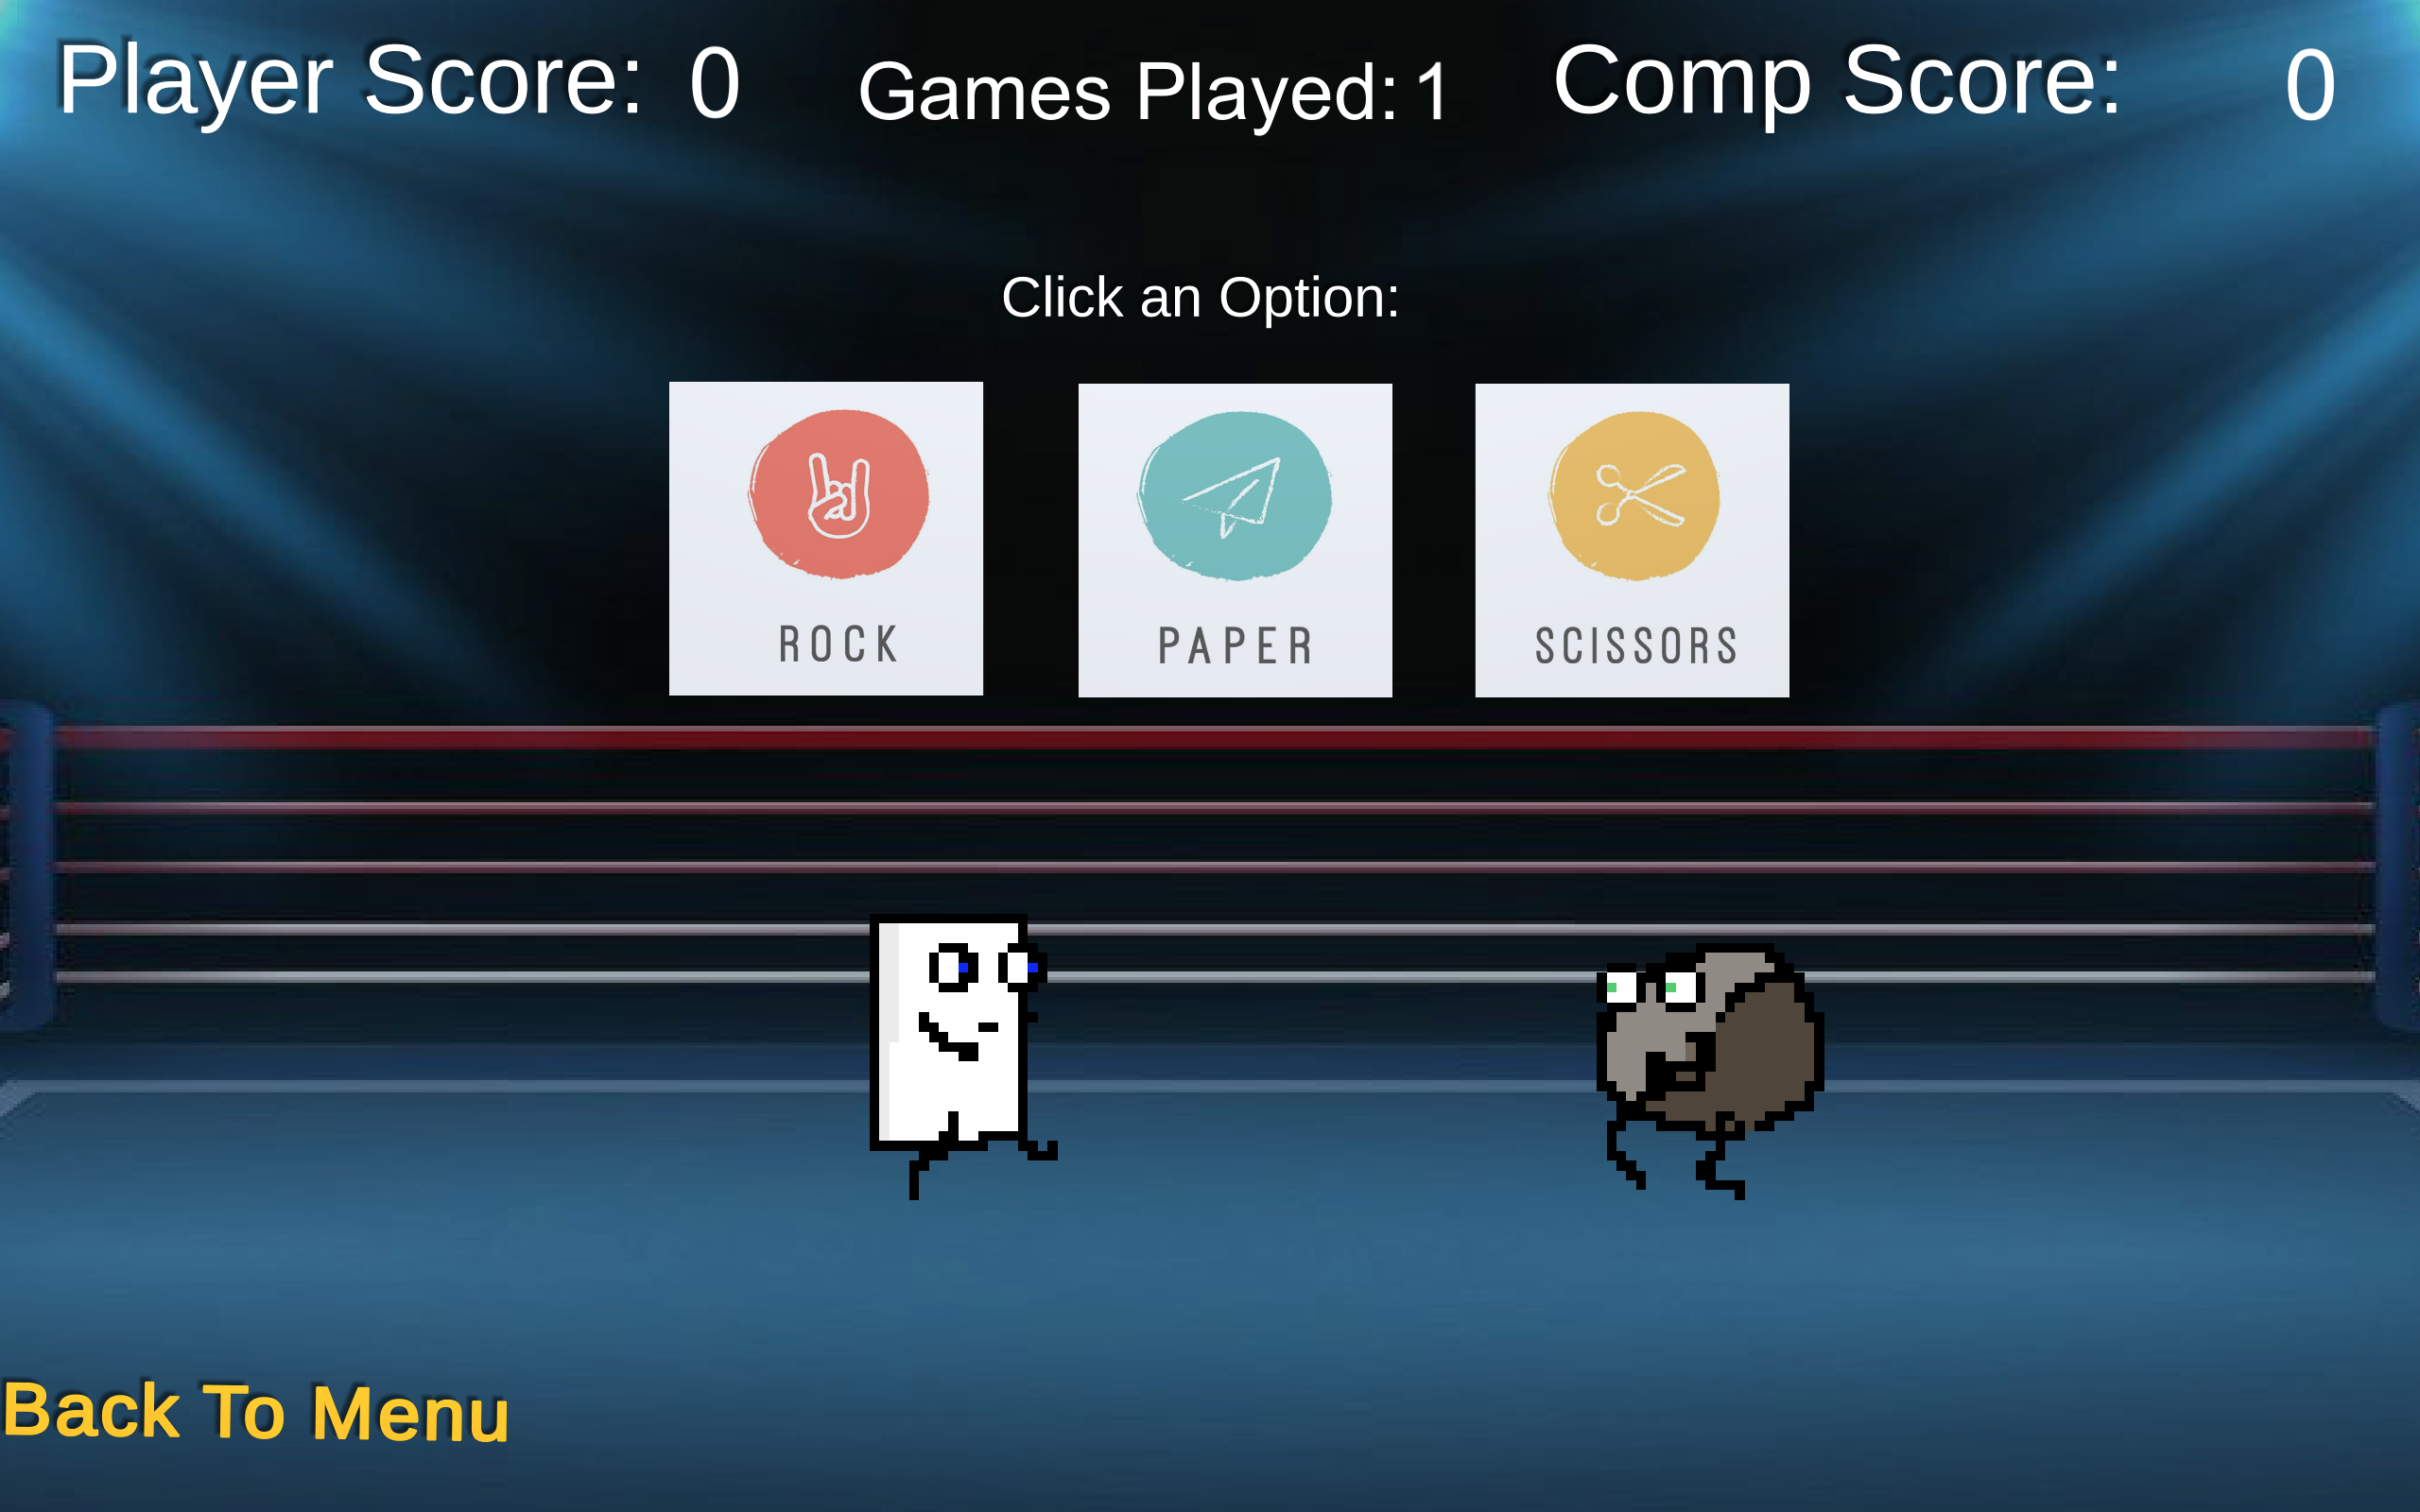 Player Score: 0 Games Played: 1 Comp Score: 0
Click an Option:
ROCK PAPER SCISSORS
Back To Menu